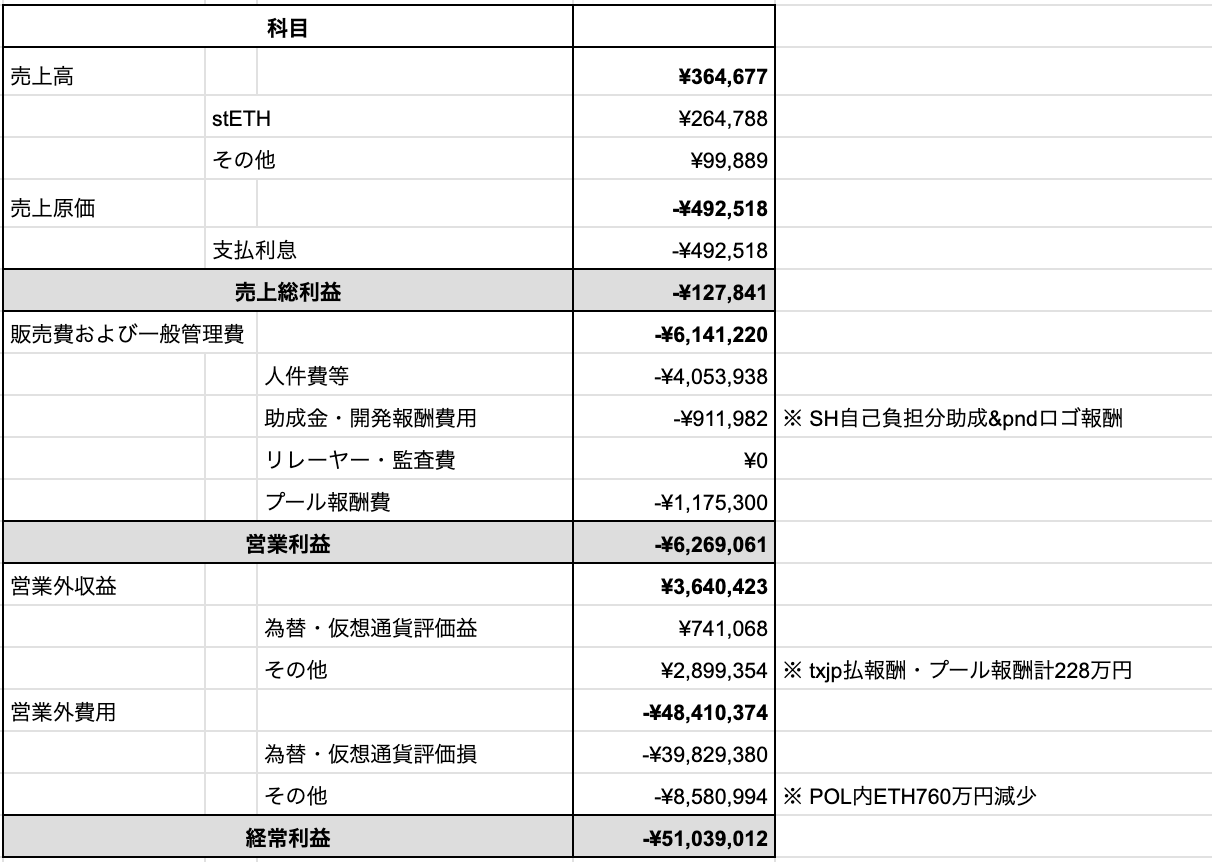 科目
売上高 ¥364,677
stETH ¥264,788
その他 ¥99,889
売上原価 -¥492,518
支払利息 -¥492,518
売上総利益 -¥127,841
販売費および一般管理費 -¥6,141,220
人件費等 -¥4,053,938
助成金・開発報酬費用 -¥911,982 ※ SH自己負担分助成&pndロゴ報酬
リレーヤー・監査費 ¥0
プール報酬費 -¥1,175,300
営業利益 -¥6,269,061
営業外収益 ¥3,640,423
為替・仮想通貨評価益 ¥741,068
その他 ¥2,899,354 ※ txjp払報酬・プール報酬計228万円
営業外費用 -¥48,410,374
為替・仮想通貨評価損 -¥39,829,380
その他 -¥8,580,994 ※ POL内ETH760万円減少
経常利益 -¥51,039,012